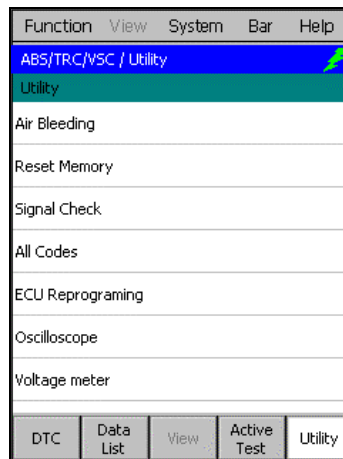 Function View System Bar Help
ABS/TRC/VSC / Utility
Utility
Air Bleeding
Reset Memory
Signal Check
All Codes
ECU Reprograming
Oscilloscope
Voltage meter
DTC Data List View Active Test Utility